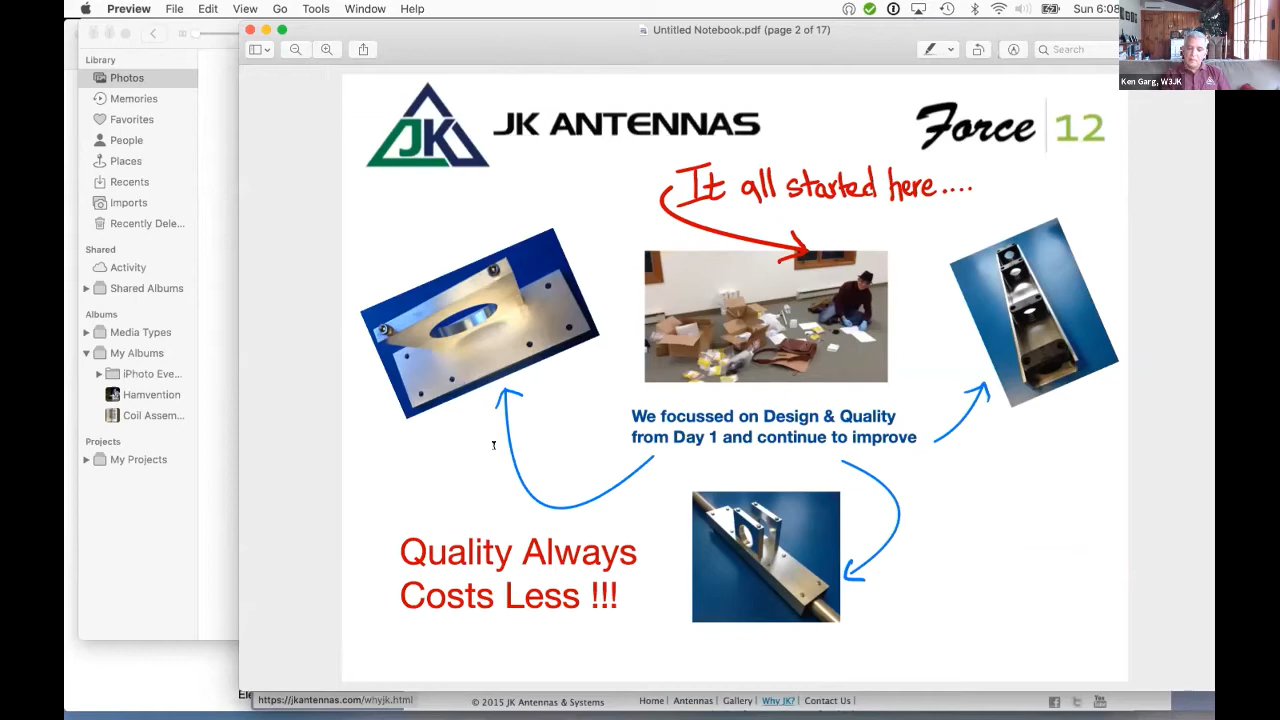 Preview File Edit View Go Tools Window Help
Sun 6:08
Untitled Notebook.pdf (page 2 of 17)
Search
Ken Garg, W3JK
Library
Photos
Memories
Favorites
People
Places
Recents
Imports
Recently Dele...
Shared
Activity
Shared Albums
Albums
Media Types
My Albums
iPhoto Eve...
Hamvention
Coil Assem...
Projects
My Projects
JK
JK ANTENNAS
Force 12
It all started here....
We focussed on Design & Quality
from Day 1 and continue to improve
Quality Always
Costs Less !!!
Ele
https://jkantennas.com/whyjk.html
© 2015 JK Antennas & Systems
Home Antennas Gallery Why JK? Contact Us
You